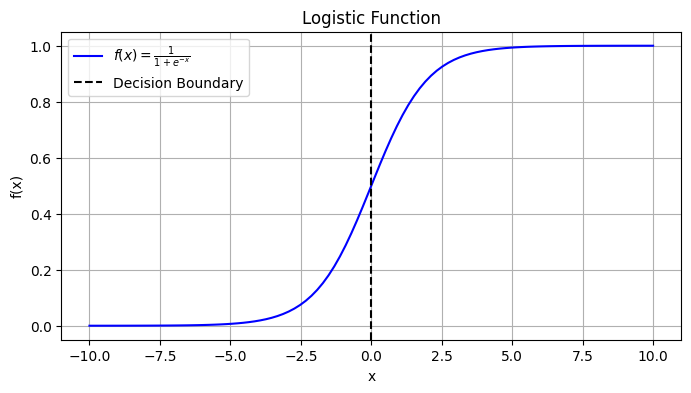 Logistic Function
f(x) = \frac{1}{1+e^{-x}}
Decision Boundary
f(x)
1.0
0.8
0.6
0.4
0.2
0.0
−10.0 −7.5 −5.0 −2.5 0.0 2.5 5.0 7.5 10.0
x